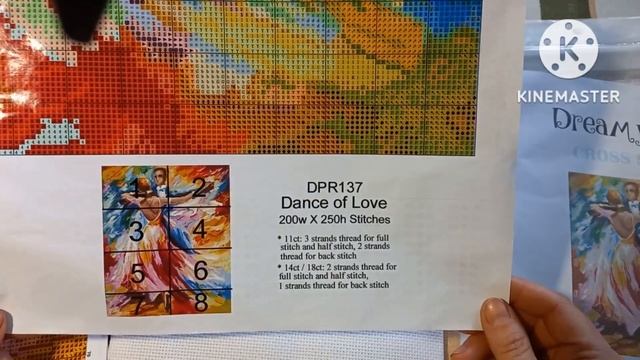 K
KINEMASTER
Dream
CROSS
DPR137
Dance of Love
200w X 250h Stitches
* 11ct: 3 strands thread for full
stitch and half stitch, 2 strands
thread for back stitch
* 14ct / 18ct: 2 strands thread for
full stitch and half stitch,
1 strands thread for back stitch
1 2
3 4
5 6
7 8